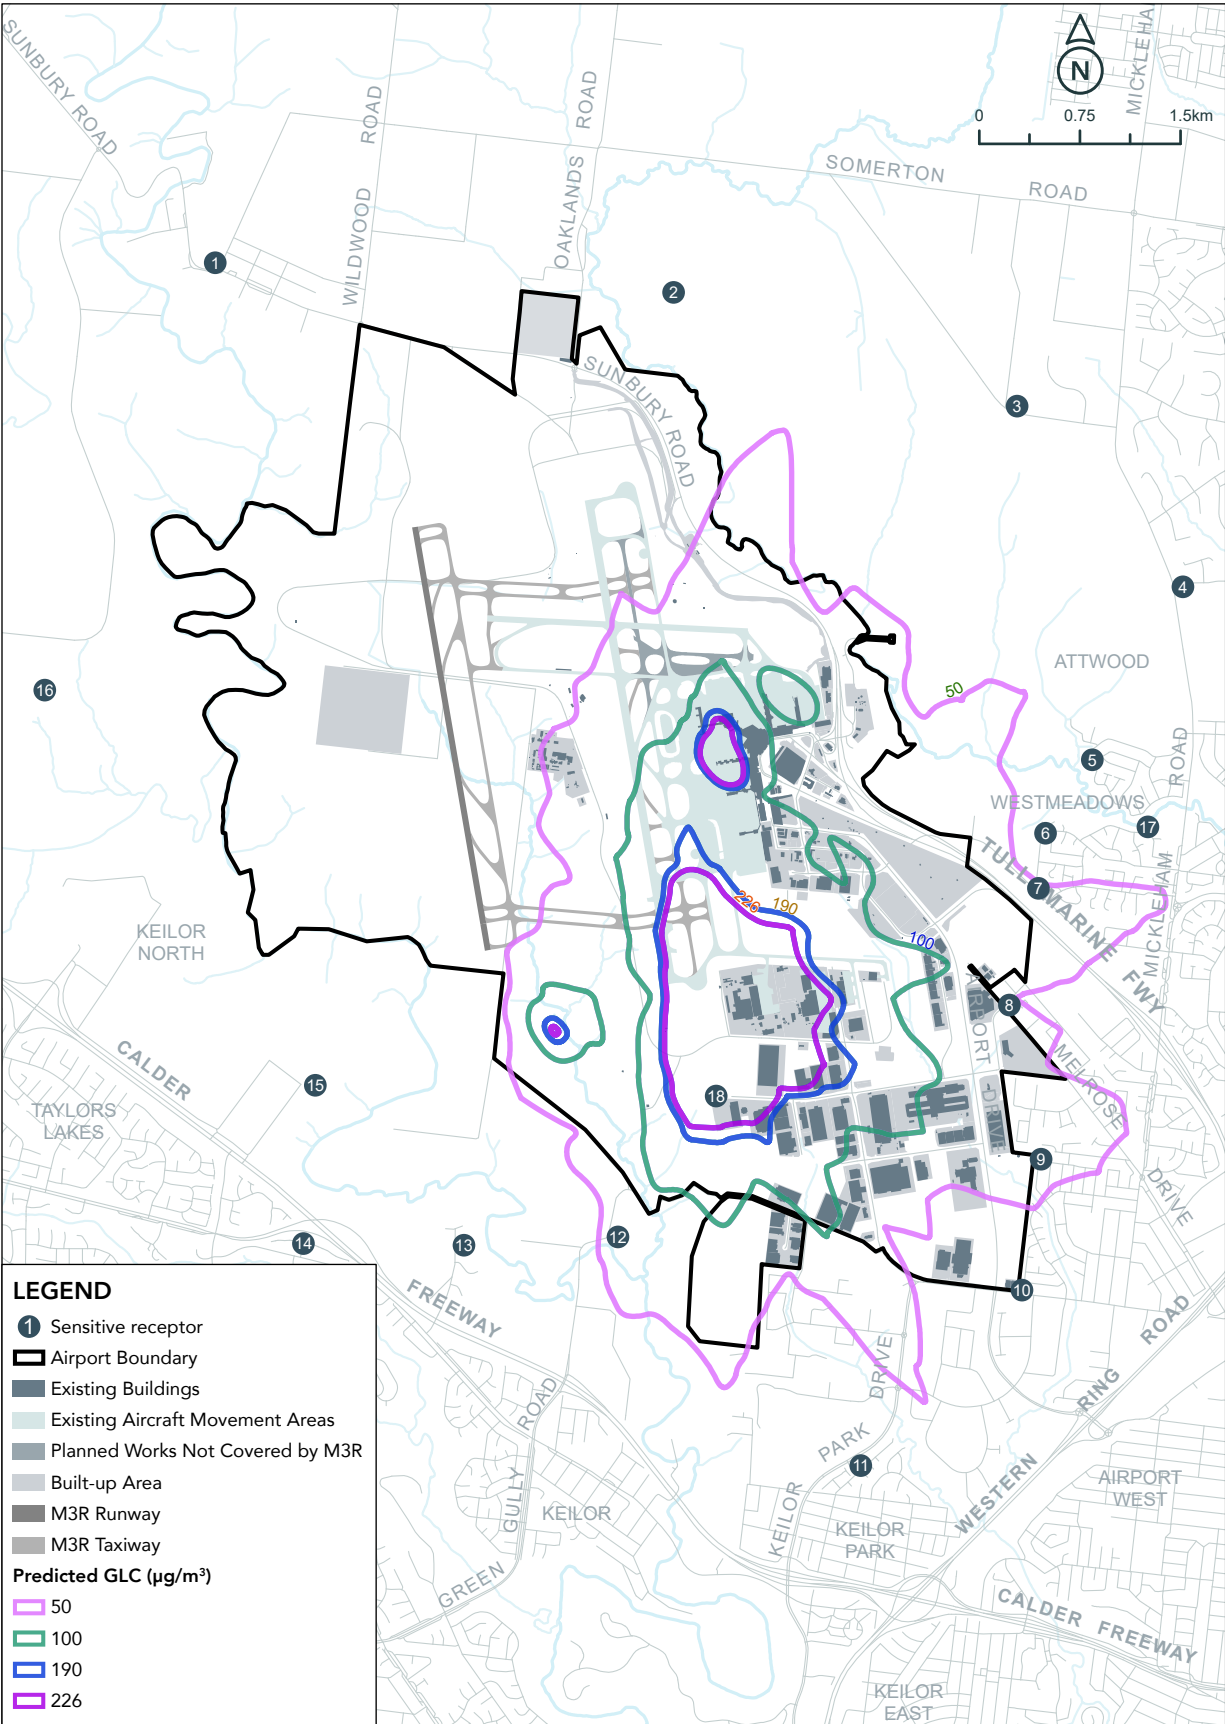 SUNBURY ROAD
WILDWOOD
ROAD
OAKLANDS
ROAD
MICKLEHA
N
0
0.75
1.5km
SOMERTON
ROAD
1
2
SUNBURY ROAD
3
4
50
ATTWOOD
16
ROAD
5
WESTMEADOWS
6
17
TULLAMARINE FWY
7
MICKLEHAM
226
190
100
KEILOR
NORTH
8
AIRPORT
DRIVE
MELROSE
DRIVE
CALDER
15
TAYLORS
LAKES
18
9
14
13
12
10
FREEWAY
ROAD
GULLY
GREEN
KEILOR
DRIVE
PARK
KEILOR
11
RING
ROAD
WESTERN
AIRPORT
WEST
KEILOR
PARK
CALDER FREEWAY
KEILOR
EAST
LEGEND
1 Sensitive receptor
Airport Boundary
Existing Buildings
Existing Aircraft Movement Areas
Planned Works Not Covered by M3R
Built-up Area
M3R Runway
M3R Taxiway
Predicted GLC (µg/m³)
50
100
190
226